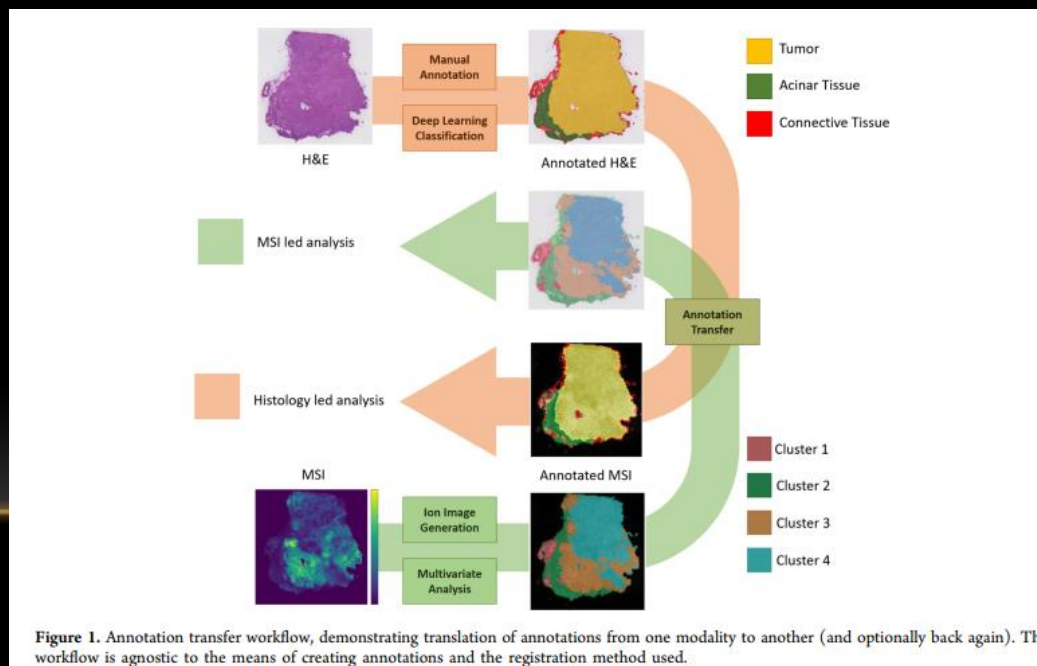 Manual
Annotation
Deep Learning
Classification
H&E
Annotated H&E
Tumor
Acinar Tissue
Connective Tissue
MSI led analysis
Annotation
Transfer
Histology led analysis
MSI
Annotated MSI
Ion Image
Generation
Multivariate
Analysis
Cluster 1
Cluster 2
Cluster 3
Cluster 4
Figure 1. Annotation transfer workflow, demonstrating translation of annotations from one modality to another (and optionally back again).
workflow is agnostic to the means of creating annotations and the registration method used.